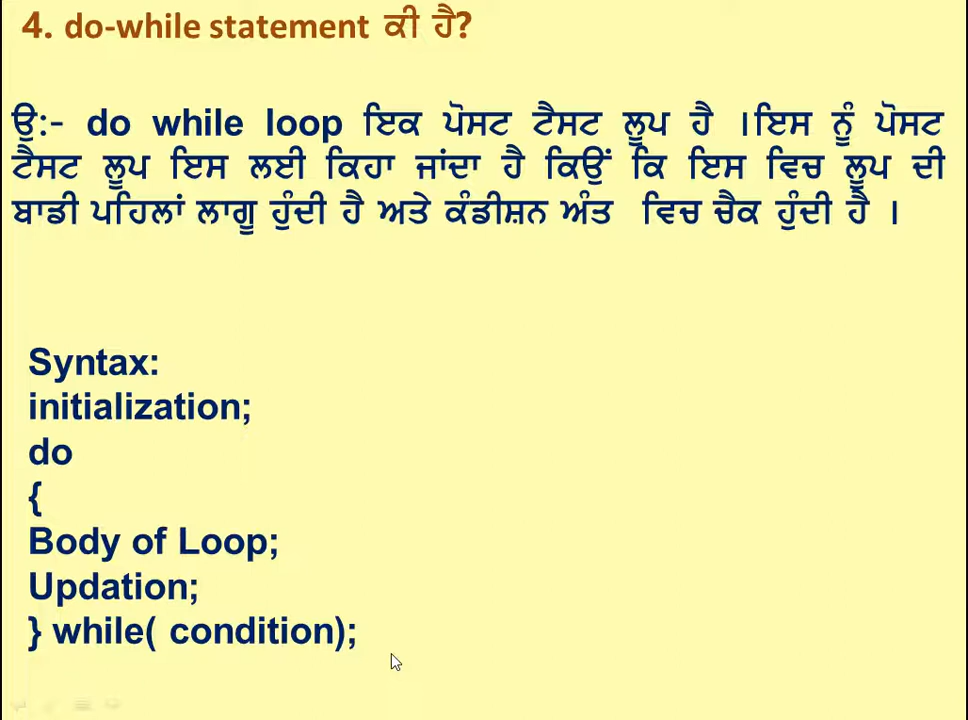 4. do-while statement ਕੀ ਹੈ?
ਉ:- do while loop ਇਕ ਪੋਸਟ ਟੈਸਟ ਲੂਪ ਹੈ ।ਇਸ ਨੂੰ ਪੋਸਟ
ਟੈਸਟ ਲੂਪ ਇਸ ਲਈ ਕਿਹਾ ਜਾਂਦਾ ਹੈ ਕਿਉਂ ਕਿ ਇਸ ਵਿਚ ਲੂਪ ਦੀ
ਬਾਡੀ ਪਹਿਲਾਂ ਲਾਗੂ ਹੁੰਦੀ ਹੈ ਅਤੇ ਕੰਡੀਸ਼ਨ ਅੰਤ ਵਿਚ ਚੈਕ ਹੁੰਦੀ ਹੈ ।
Syntax:
initialization;
do
{
Body of Loop;
Updation;
} while( condition);